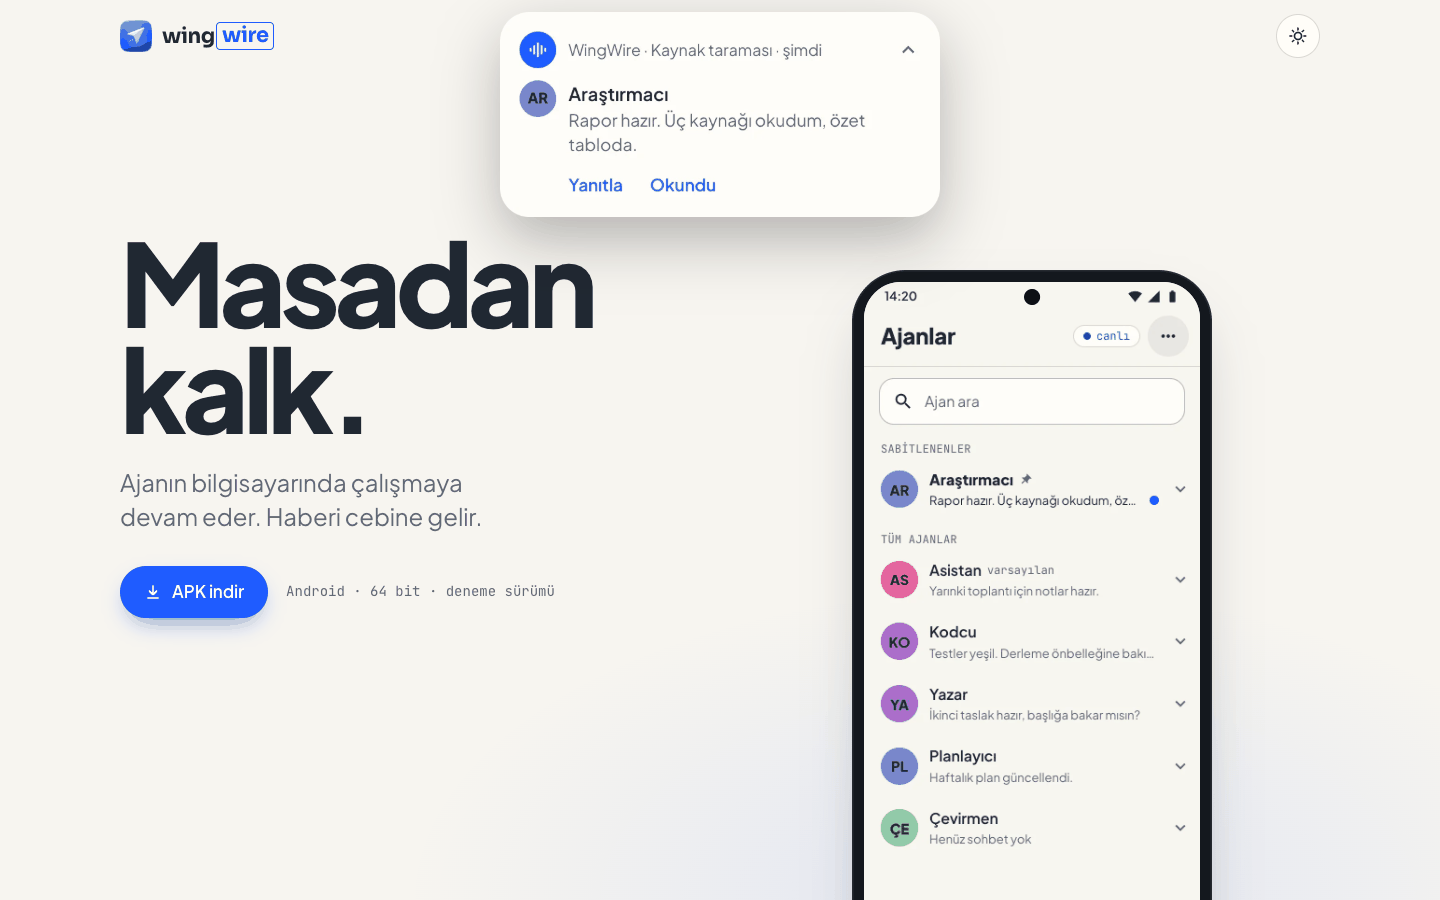 wing wire
WingWire · Kaynak taraması · şimdi
AR
Araştırmacı
Rapor hazır. Üç kaynağı okudum, özet
tabloda.
Yanıtla Okundu
Masadan
kalk.
Ajanın bilgisayarında çalışmaya
devam eder. Haberi cebine gelir.
APK indir
Android · 64 bit · deneme sürümü
14:20
Ajanlar
canlı
Ajan ara
SABİTLENENLER
AR
Araştırmacı
Rapor hazır. Üç kaynağı okudum, öz...
TÜM AJANLAR
AS
Asistan varsayılan
Yarınki toplantı için notlar hazır.
KO
Kodcu
Testler yeşil. Derleme önbelleğine bakı...
YA
Yazar
İkinci taslak hazır, başlığa bakar mısın?
PL
Planlayıcı
Haftalık plan güncellendi.
ÇE
Çevirmen
Henüz sohbet yok